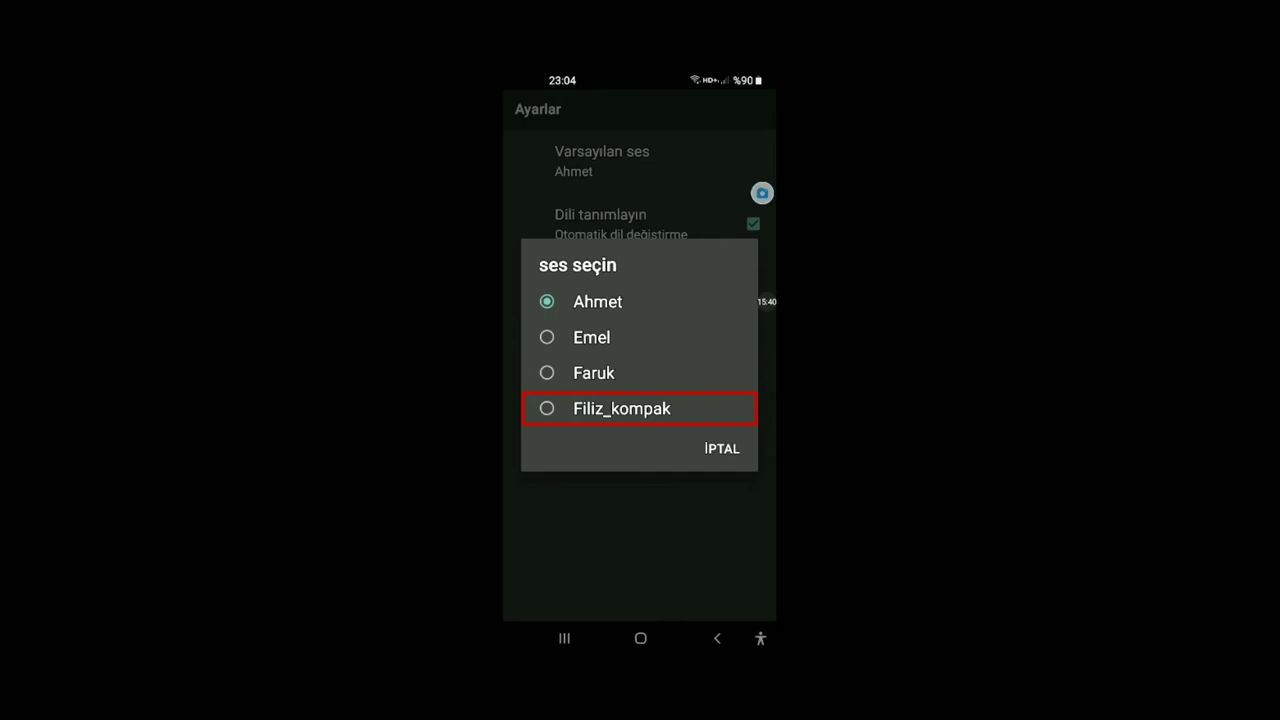 23:04
HD+ %90
Ayarlar
Varsayılan ses
Ahmet
Dili tanımlayın
Otomatik dil değiştirme
ses seçin
Ahmet
15:40
Emel
Faruk
Filiz_kompak
İPTAL